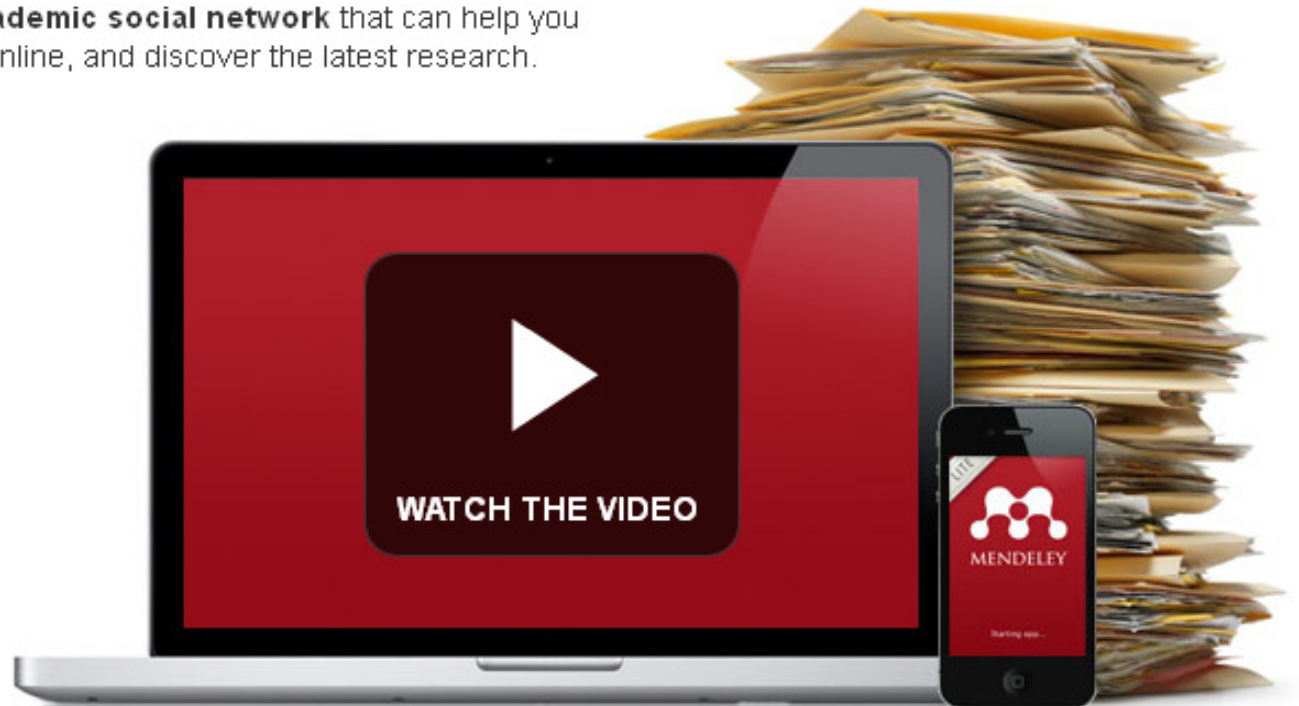 ademic social network that can help you
nline, and discover the latest research.
WATCH THE VIDEO
LITE
MENDELEY
Starting app...